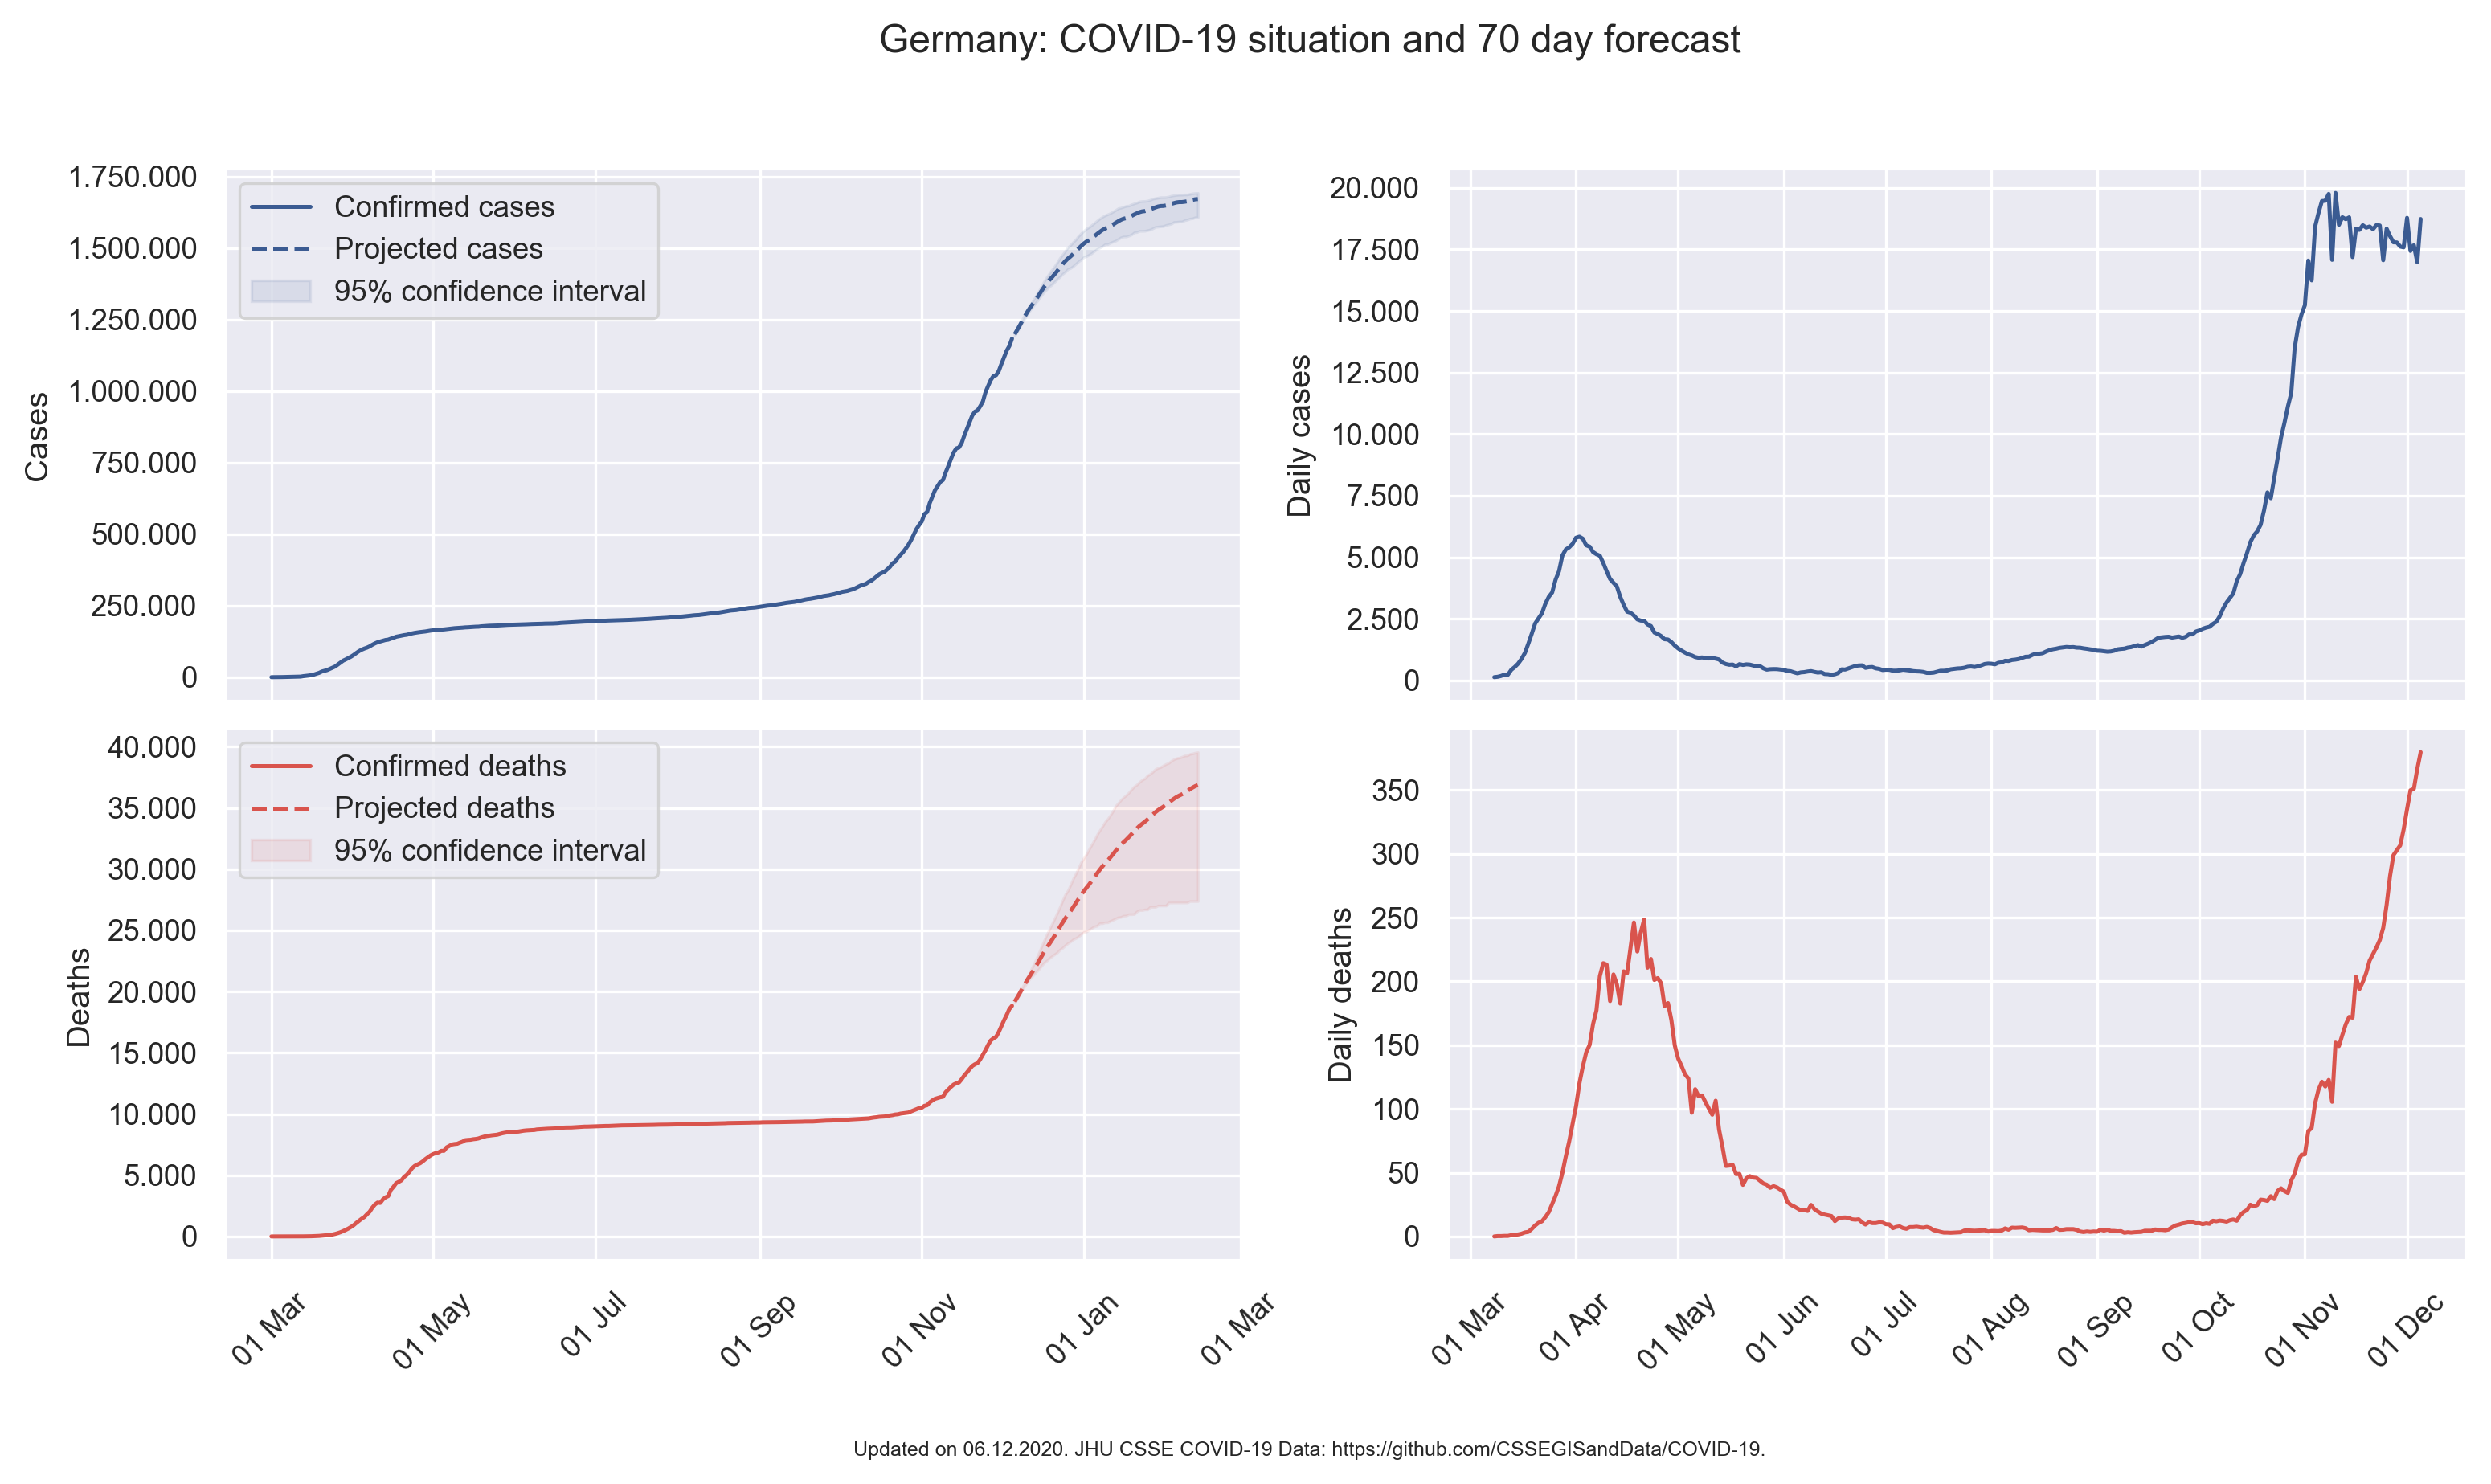 Germany: COVID-19 situation and 70 day forecast
1.750.000
1.500.000
1.250.000
1.000.000
750.000
500.000
250.000
0
Cases
Confirmed cases
Projected cases
95% confidence interval
20.000
17.500
15.000
12.500
10.000
7.500
5.000
2.500
0
Daily cases
40.000
35.000
30.000
25.000
20.000
15.000
10.000
5.000
0
Deaths
Confirmed deaths
Projected deaths
95% confidence interval
01 Mar
01 May
01 Jul
01 Sep
01 Nov
01 Jan
01 Mar
350
300
250
200
150
100
50
0
Daily deaths
01 Mar
01 Apr
01 May
01 Jun
01 Jul
01 Aug
01 Sep
01 Oct
01 Nov
01 Dec
Updated on 06.12.2020. JHU CSSE COVID-19 Data: https://github.com/CSSEGISandData/COVID-19.